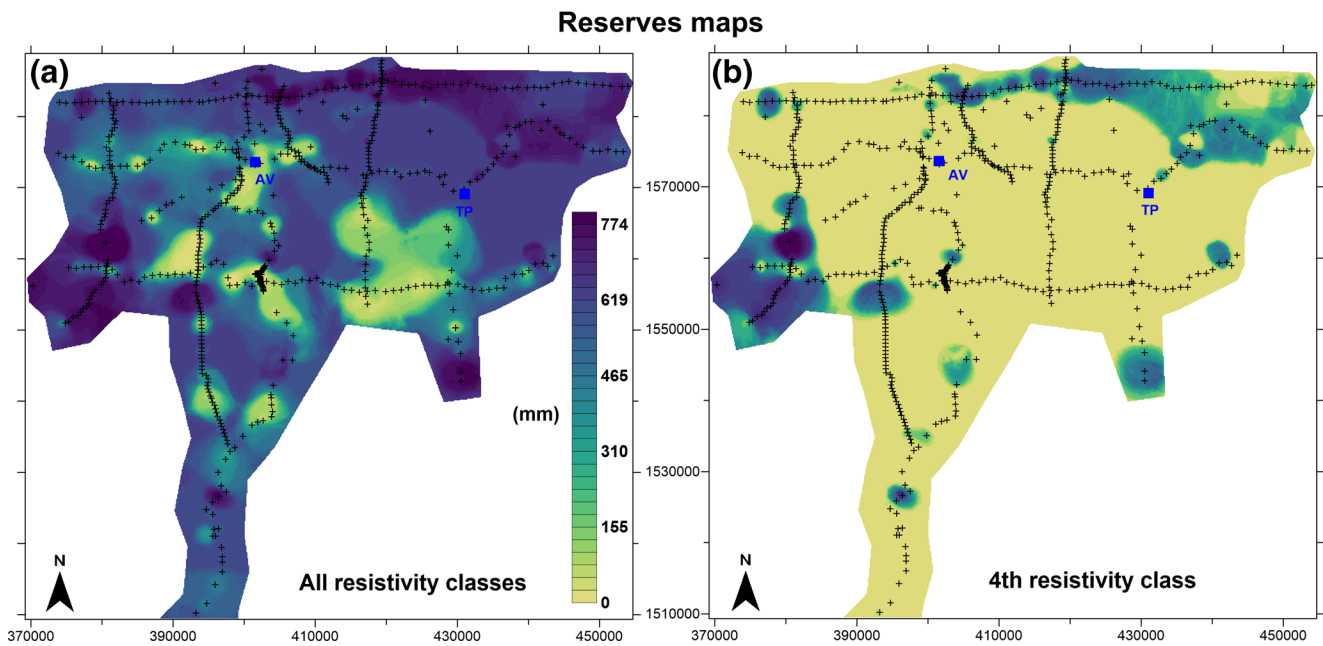 Reserves maps
(a)
(b)
AV
AV
1570000
TP
TP
774
619
1550000
465
(mm)
310
1530000
155
N
All resistivity classes
N
4th resistivity class
0
1510000
370000 390000 410000 430000 450000
370000 390000 410000 430000 450000